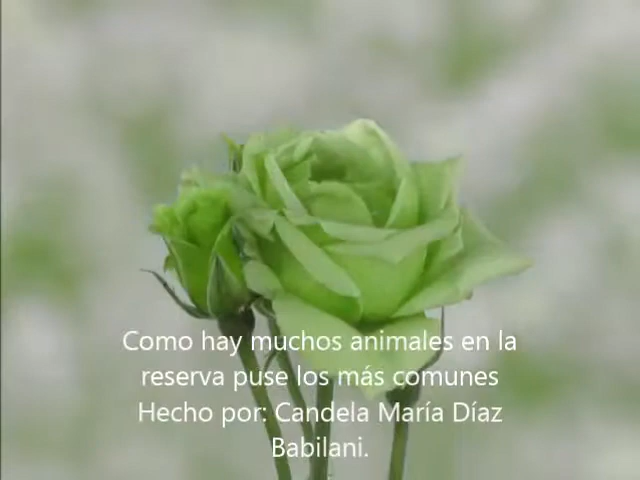 Como hay muchos animales en la
reserva puse los más comunes
Hecho por: Candela María Díaz
Babilani.